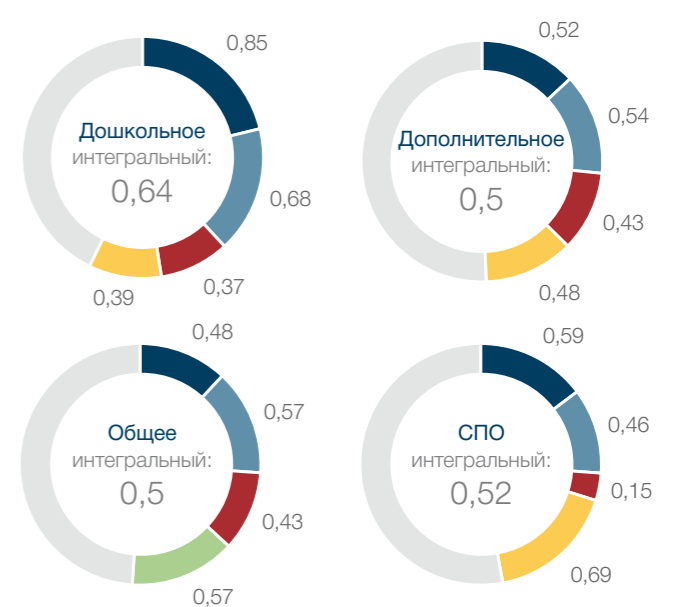 0,85
Дошкольное
интегральный:
0,64
0,68
0,37
0,39
0,52
0,54
Дополнительное
интегральный:
0,5
0,43
0,48
0,48
0,57
Общее
интегральный:
0,5
0,43
0,57
0,59
0,46
СПО
интегральный:
0,52
0,15
0,69